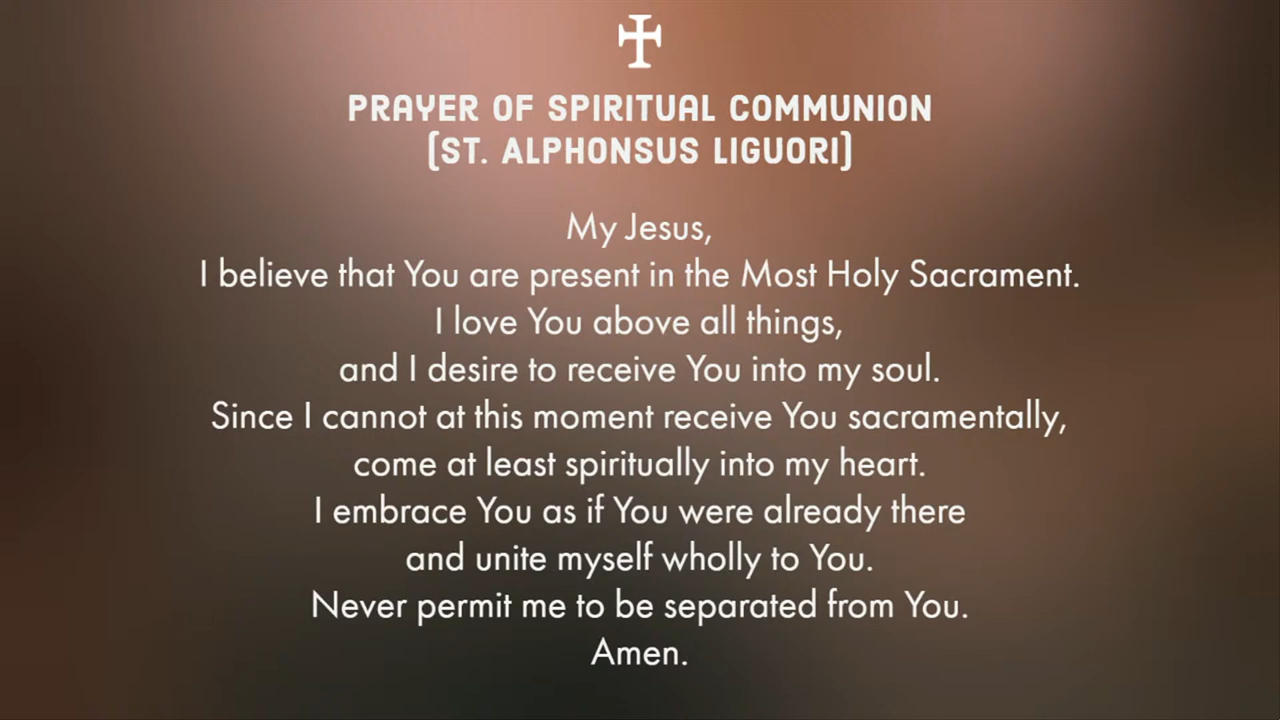 PRAYER OF SPIRITUAL COMMUNION
(ST. ALPHONSUS LIGUORI)
My Jesus,
I believe that You are present in the Most Holy Sacrament.
I love You above all things,
and I desire to receive You into my soul.
Since I cannot at this moment receive You sacramentally,
come at least spiritually into my heart.
I embrace You as if You were already there
and unite myself wholly to You.
Never permit me to be separated from You.
Amen.